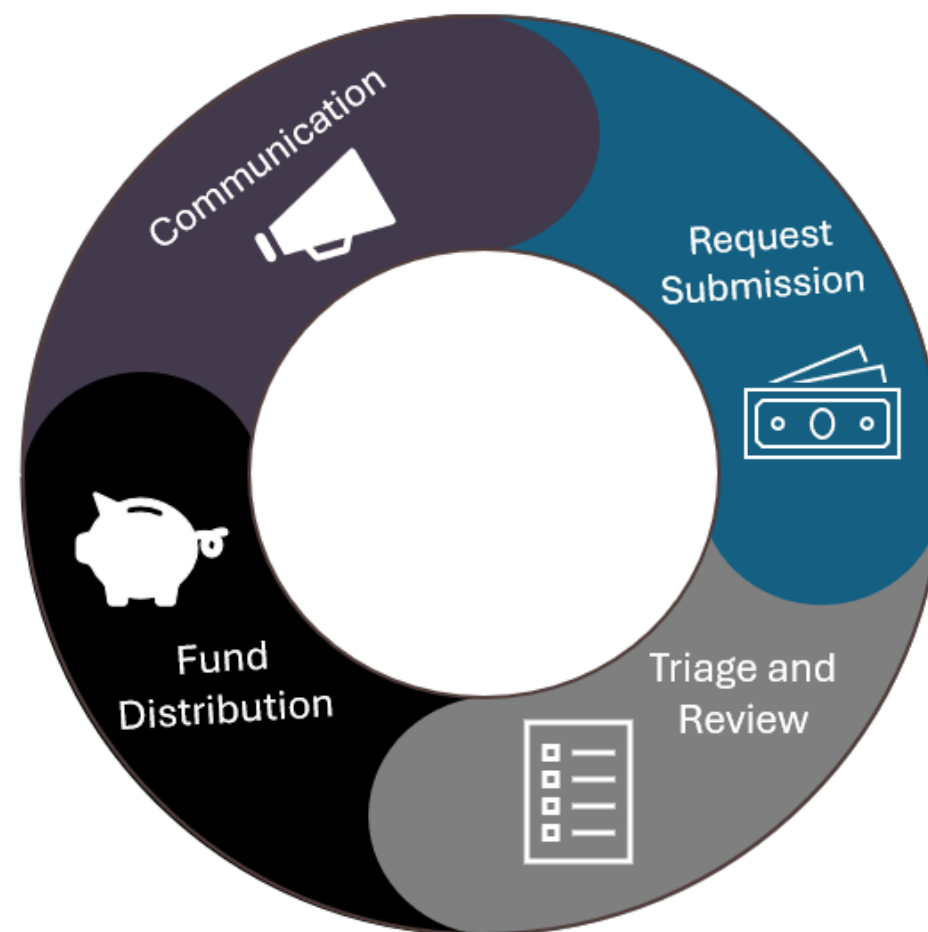 Communication
Request
Submission
Triage and
Review
Fund
Distribution